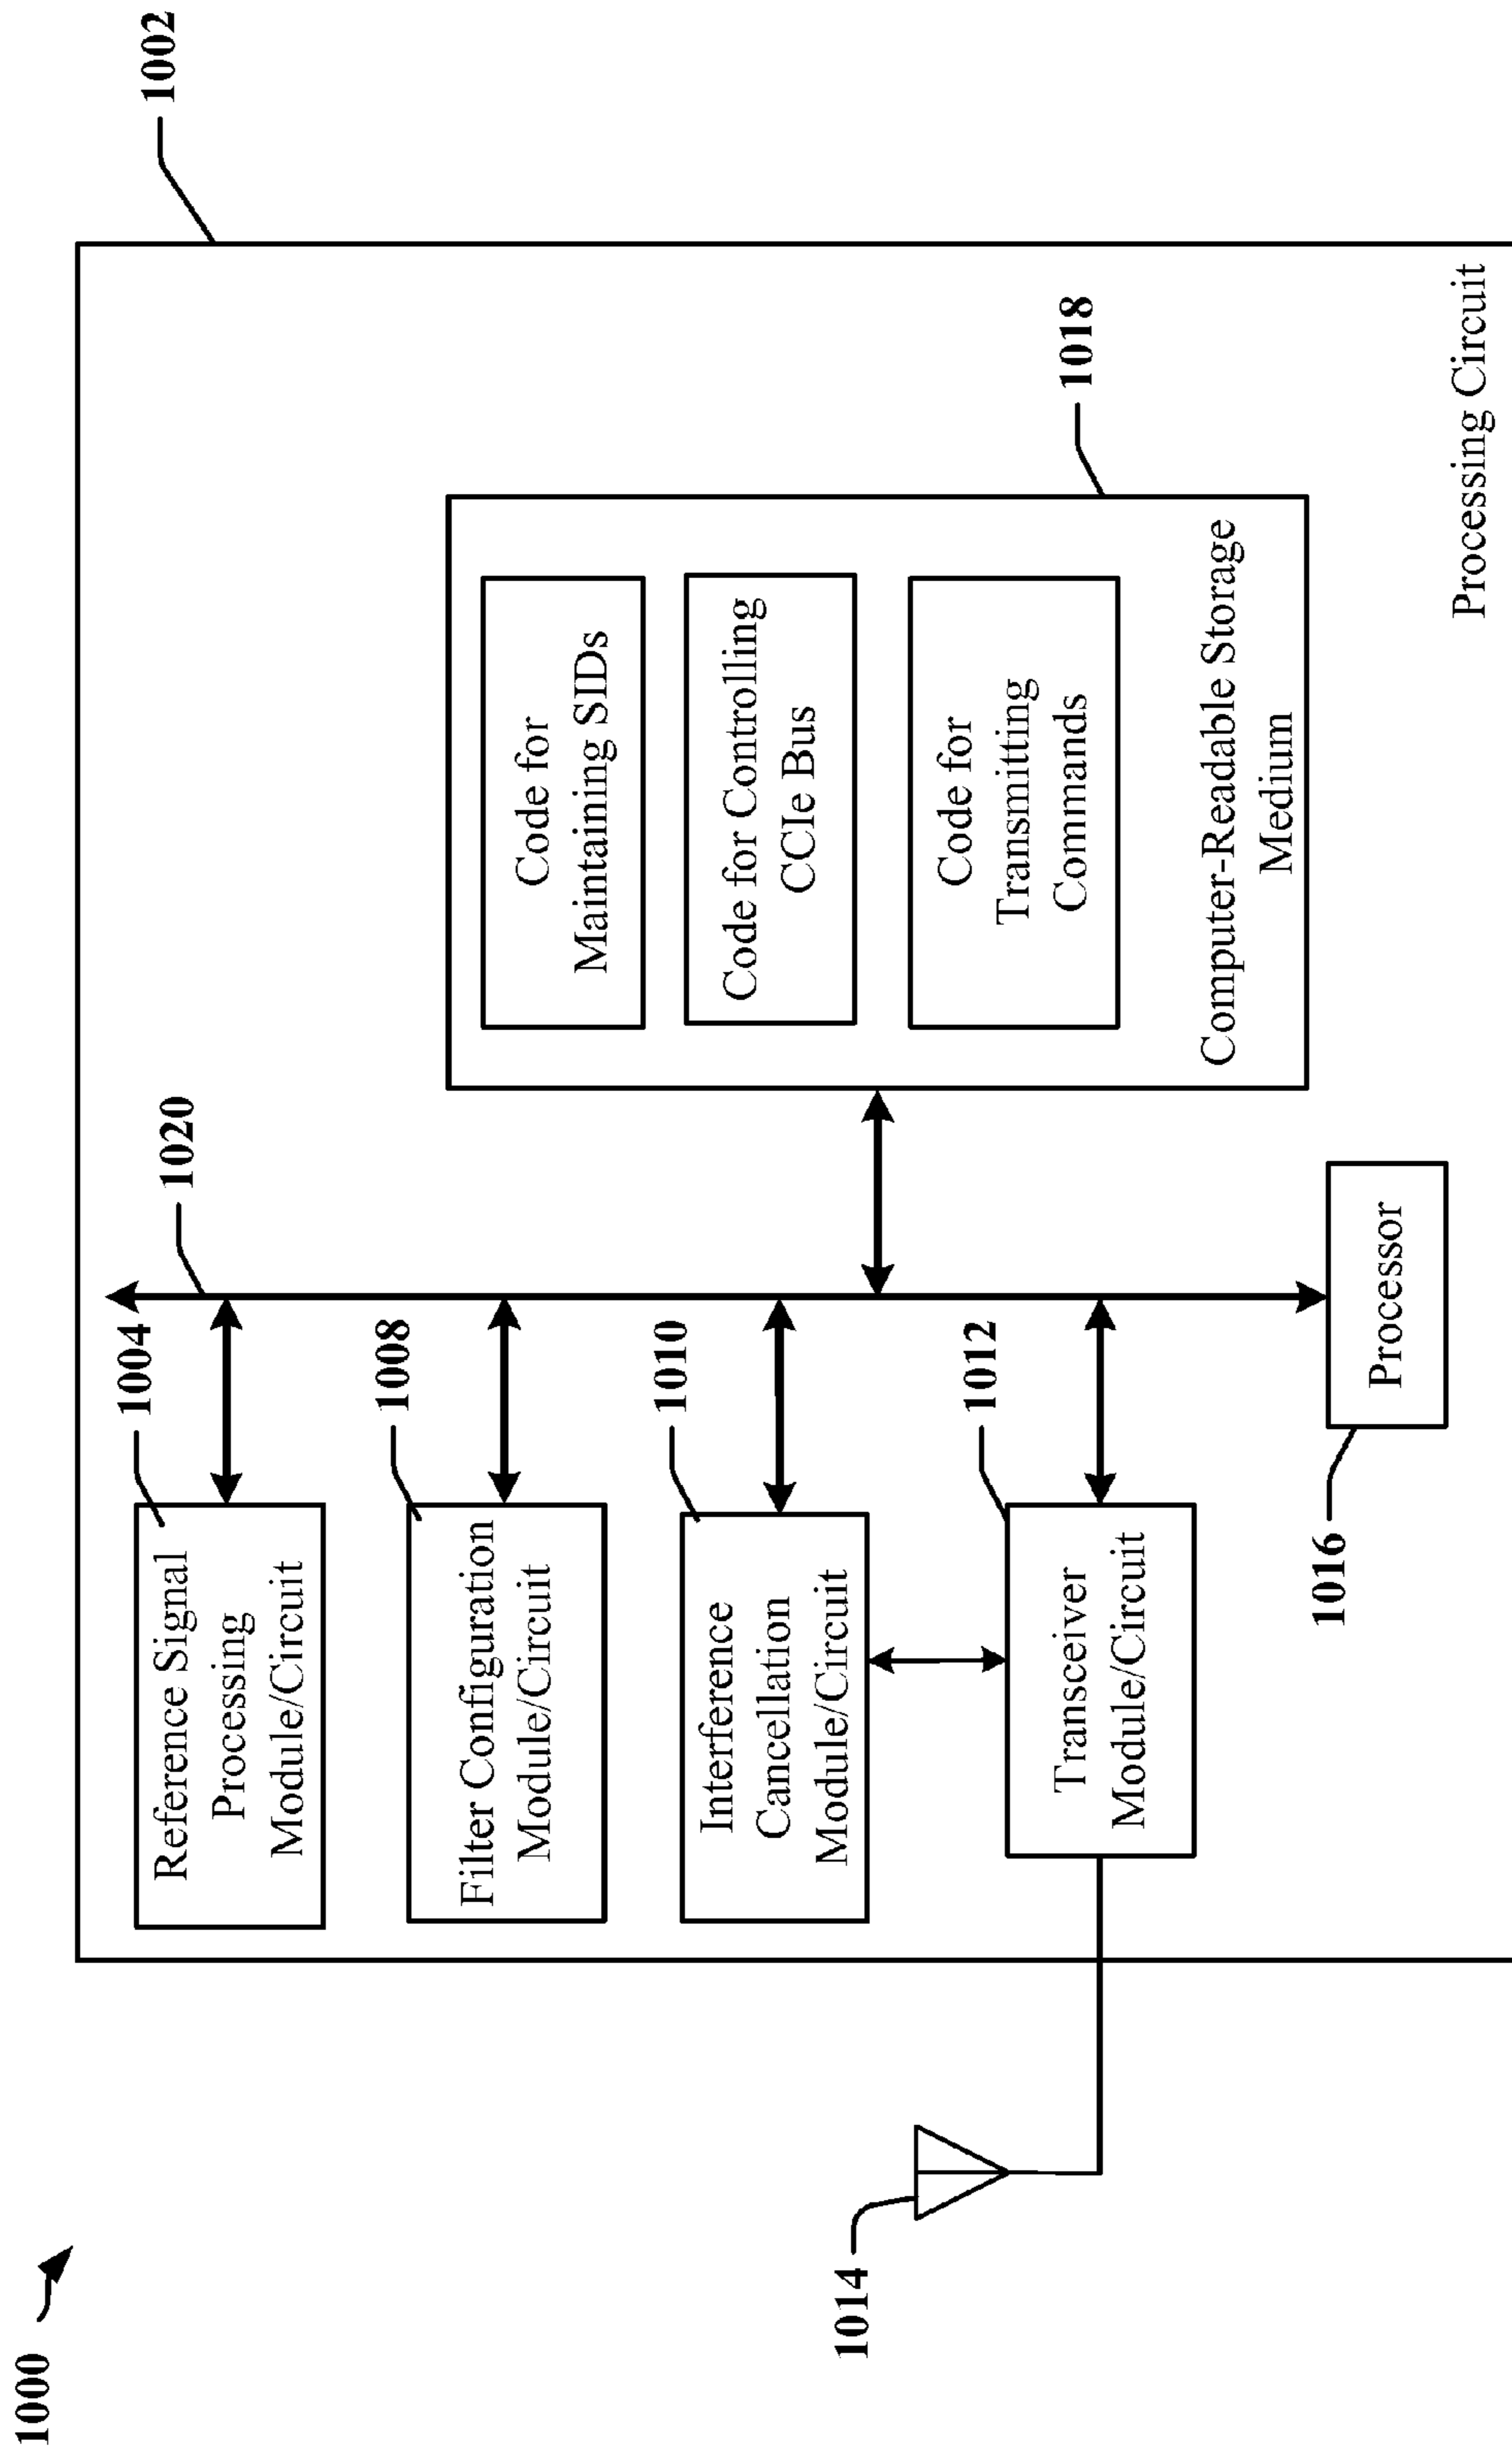 1000
1002
1020
1004
Reference Signal
Processing
Module/Circuit
1008
Filter Configuration
Module/Circuit
1010
Interference
Cancellation
Module/Circuit
1012
Transceiver
Module/Circuit
1014
1016
Processor
1018
Code for
Maintaining SIDs
Code for Controlling
CCIe Bus
Code for
Transmitting
Commands
Computer-Readable Storage
Medium
Processing Circuit